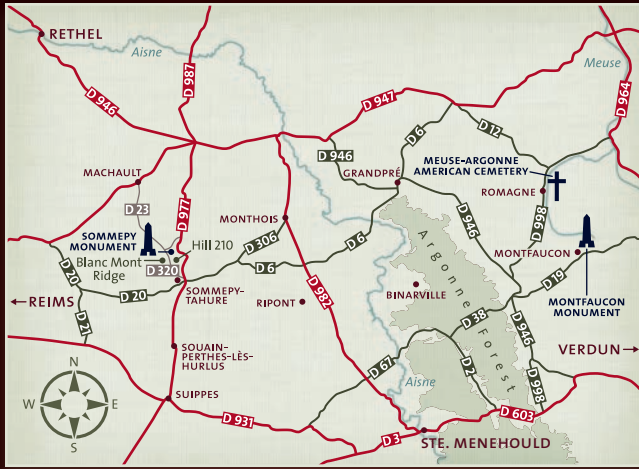 RETHEL
Aisne
D 987
D 946
Meuse
D 964
D 947
D 6
D 12
D 946
MEUSE-ARGONNE
AMERICAN CEMETERY
GRANDPRÉ
ROMAGNE
MACHAULT
D 23
D 977
D 998
SOMMEPY
MONUMENT
Hill 210
MONTHOIS
D 306
D 946
Blanc Mont
Ridge
D 320
D 6
D 6
MONTFAUCON
D 20
D 20
SOMMEPY-
TAHURE
RIPONT
D 982
BINARVILLE
Argonne Forest
D 19
MONTFAUCON
MONUMENT
←REIMS
D 21
D 38
D 946
VERDUN→
SOUAIN-
PERTHES-LÈS-
HURLUS
D 67
D 2
D 998
N
W
E
S
SUIPPES
Aisne
D 931
D 3
D 603
STE. MENEHOULD